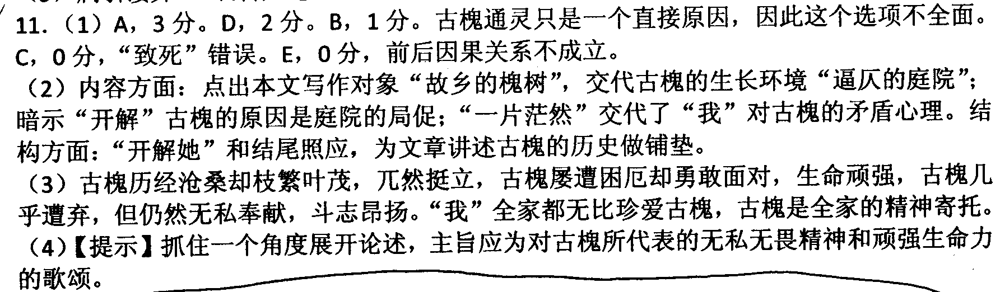 11.（1）A，3分。D，2分。B，1分。古槐通灵只是一个直接原因，因此这个选项不全面。
C，0分，“致死”错误。E，0分，前后因果关系不成立。
（2）内容方面：点出本文写作对象“故乡的槐树”，交代古槐的生长环境“逼仄的庭院”；
暗示“开解”古槐的原因是庭院的局促；“一片茫然”交代了“我”对古槐的矛盾心理。结
构方面：“开解她”和结尾照应，为文章讲述古槐的历史做铺垫。
（3）古槐历经沧桑却枝繁叶茂，兀然挺立，古槐屡遭困厄却勇敢面对，生命顽强，古槐几
乎遭弃，但仍然无私奉献，斗志昂扬。“我”全家都无比珍爱古槐，古槐是全家的精神寄托。
（4）【提示】抓住一个角度展开论述，主旨应为对古槐所代表的无私无畏精神和顽强生命力
的歌颂。